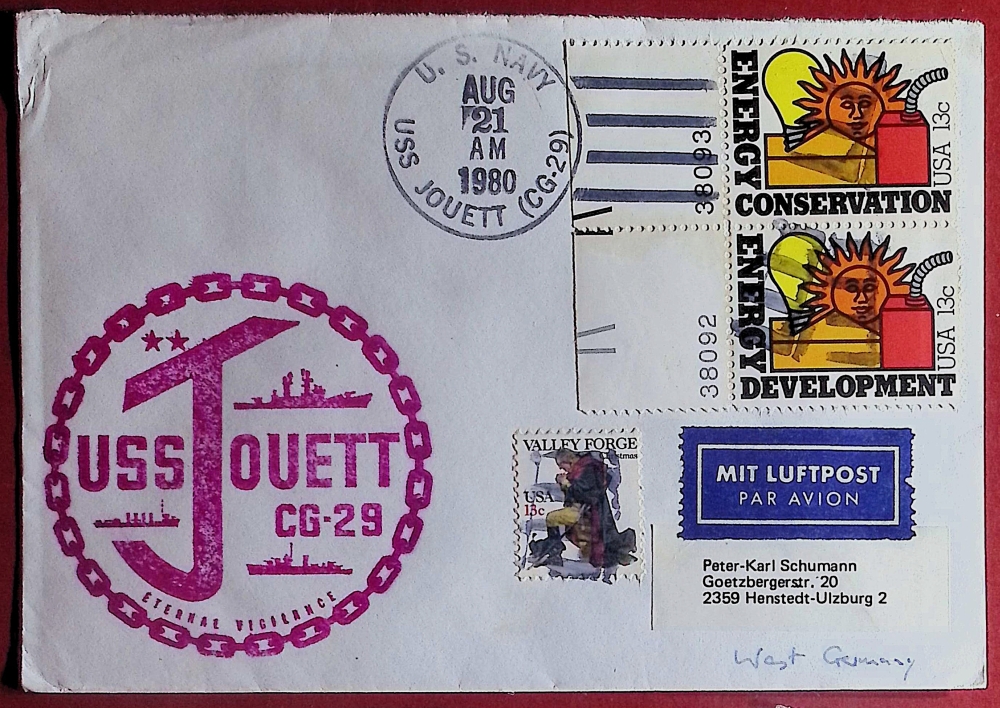 U. S. NAVY
AUG
21
AM
1980
USS JOUETT (CG-29)
38093
ENERGY
CONSERVATION
USA 13c
38092
ENERGY
DEVELOPMENT
USA 13c
USS JOUETT
CG-29
ETERNAL VIGILANCE
VALLEY FORGE
USA
13c
MIT LUFTPOST
PAR AVION
Peter-Karl Schumann
Goetzbergerstr. 20
2359 Henstedt-Ulzburg 2
West Germany